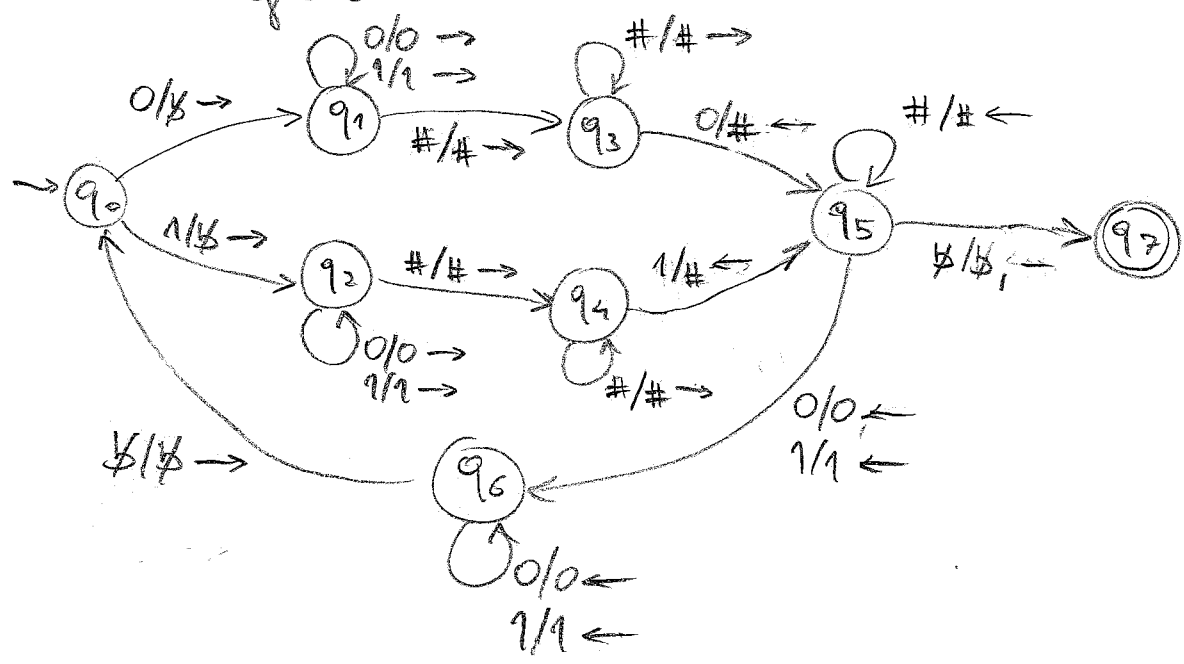 0/0 →
1/1 →
#/# →
0/ƀ →
q1
#/# →
q3
0/# ←
#/# ←
→ q0
1/ƀ →
q2
#/# →
q4
1/# ←
q5
ƀ/ƀ, ←
q7
0/0 →
1/1 →
#/# →
0/0 ←
1/1 ←
ƀ/ƀ →
q6
0/0 ←
1/1 ←